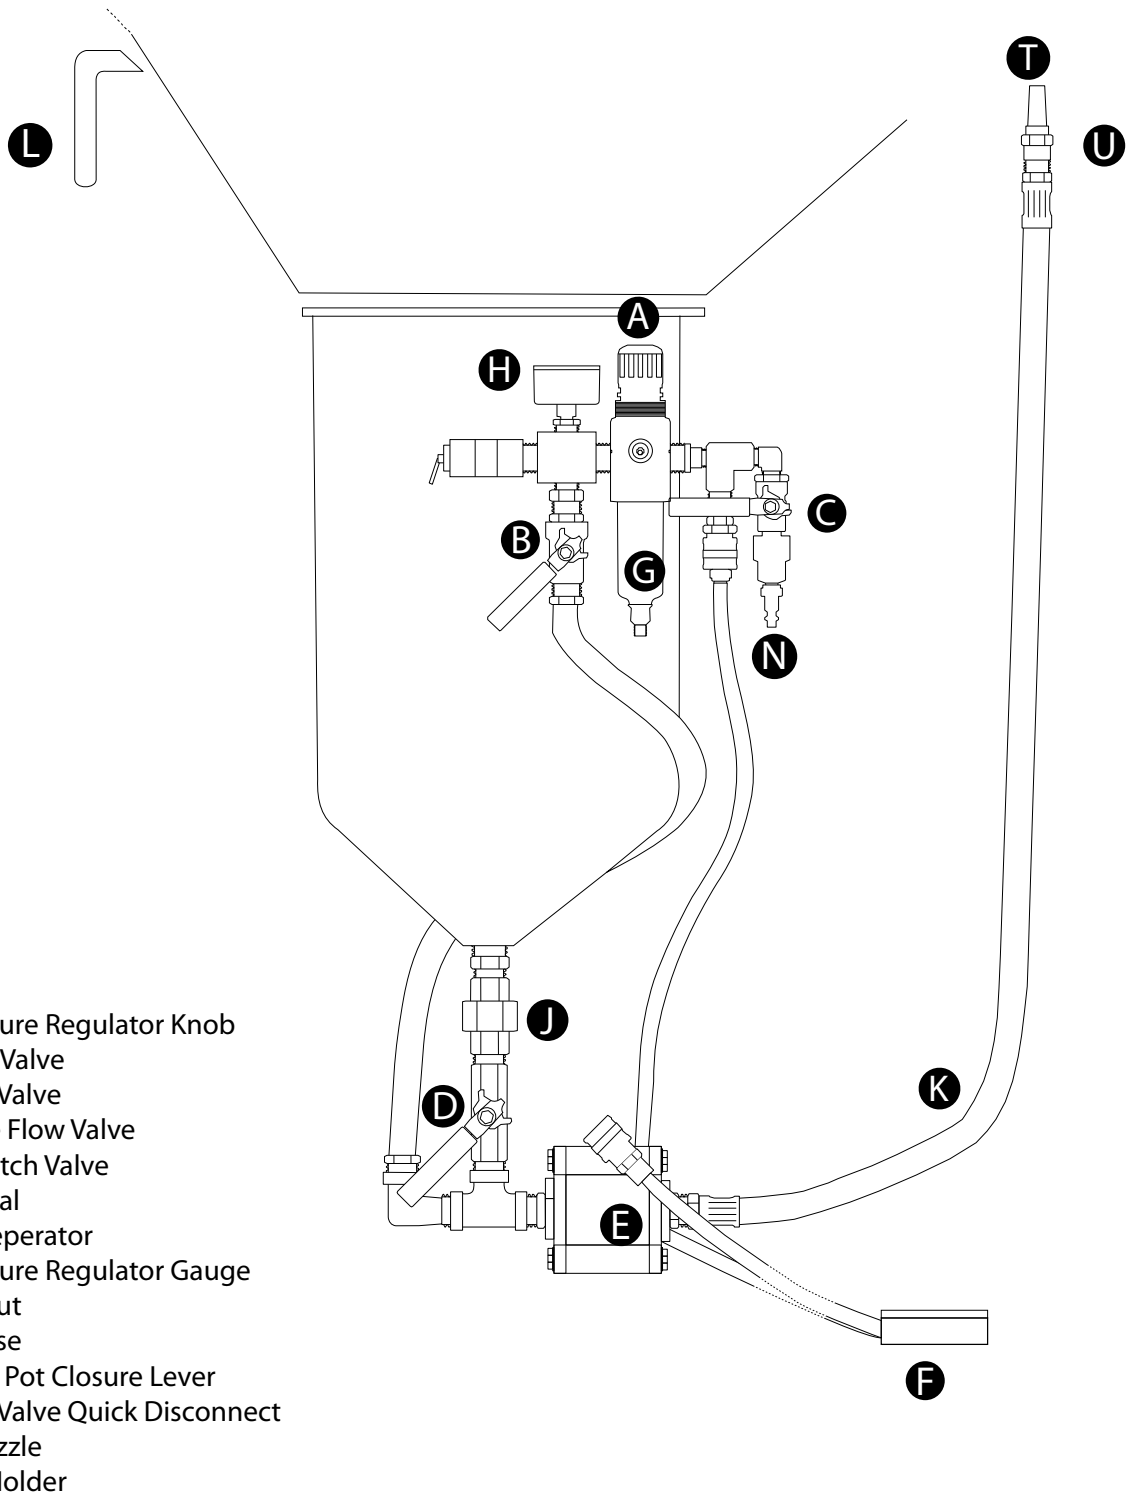 T
L
U
A
H
C
B
G
N
J
K
D
E
F
ure Regulator Knob
Valve
Valve
Flow Valve
tch Valve
al
eperator
ure Regulator Gauge
ut
se
Pot Closure Lever
Valve Quick Disconnect
zzle
Holder